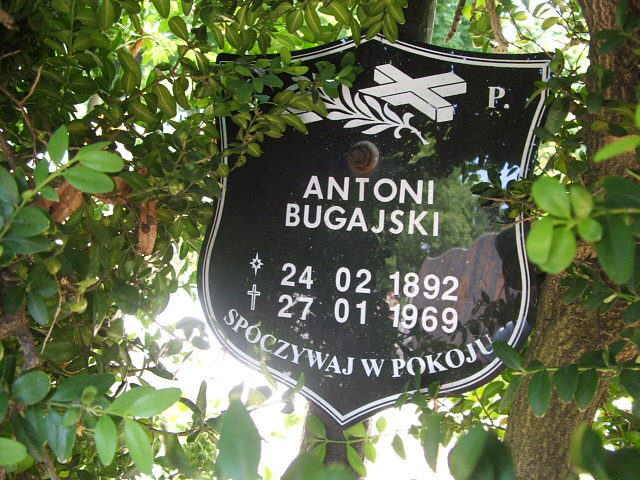 P.
ANTONI
BUGAJSKI
24 02 1892
27 01 1969
SPOCZYWAJ W POKOJU